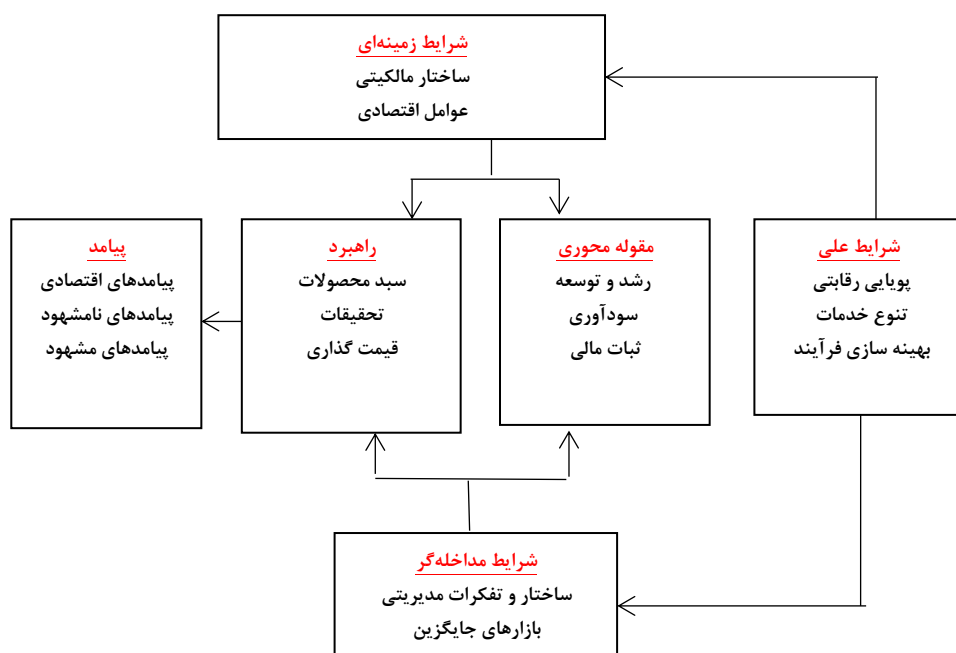 شرایط زمینه‌ای
ساختار مالکیتی
عوامل اقتصادی
شرایط علی
پویایی رقابتی
تنوع خدمات
بهینه سازی فرآیند
مقوله محوری
رشد و توسعه
سودآوری
ثبات مالی
راهبرد
سبد محصولات
تحقیقات
قیمت گذاری
پیامد
پیامدهای اقتصادی
پیامدهای نامشهود
پیامدهای مشهود
شرایط مداخله‌گر
ساختار و تفکرات مدیریتی
بازارهای جایگزین